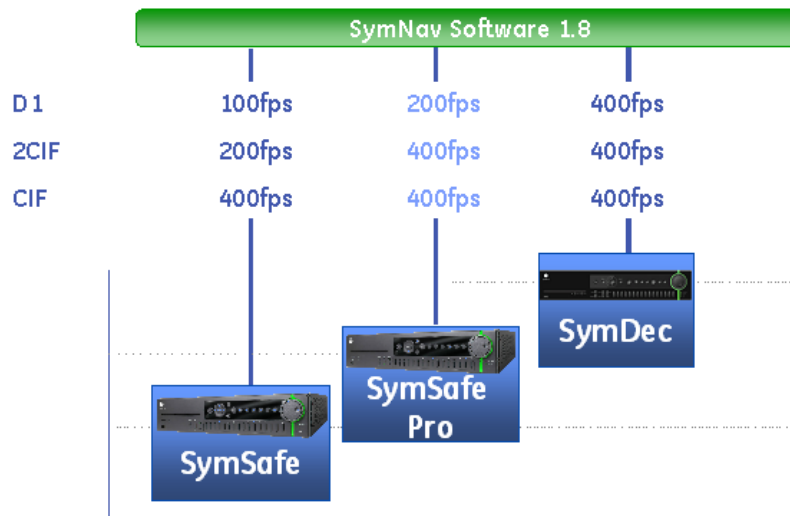 SymNav Software 1.8
D1 100fps 200fps 400fps
2CIF 200fps 400fps 400fps
CIF 400fps 400fps 400fps
SymDec
SymSafe
Pro
SymSafe